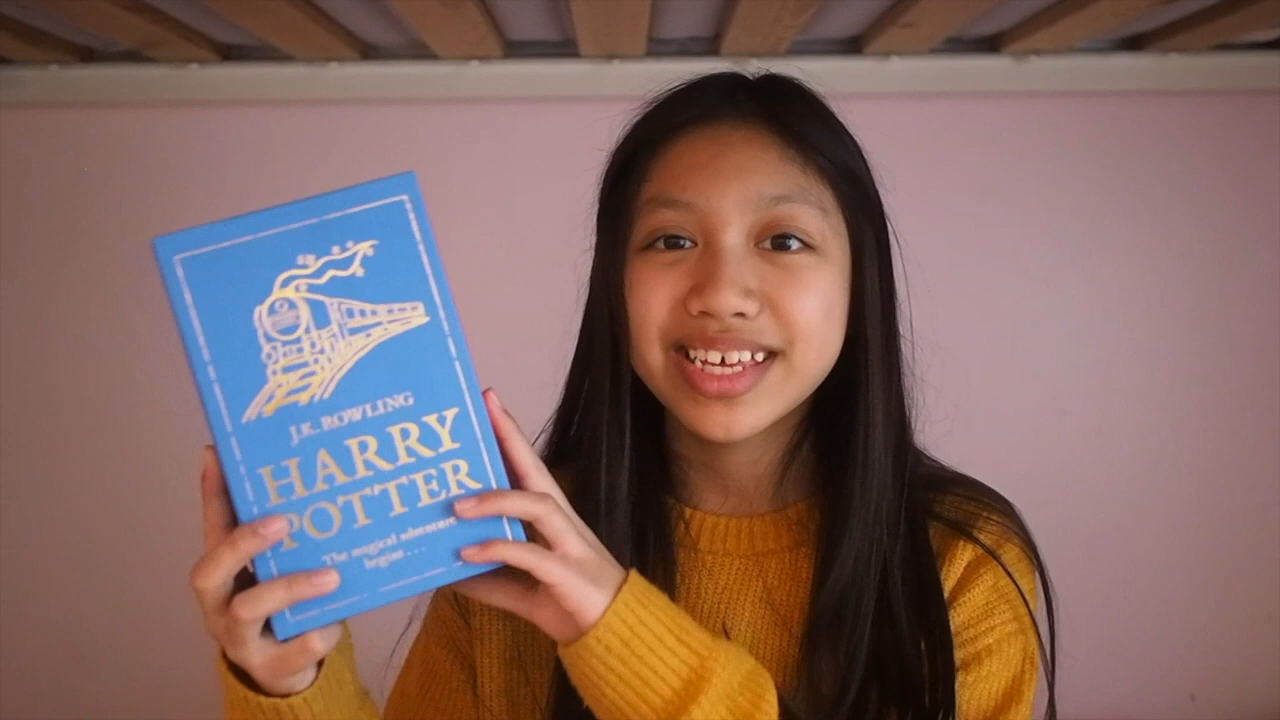 J.K. ROWLING
HARRY
POTTER
The magical adventure
begins . . .